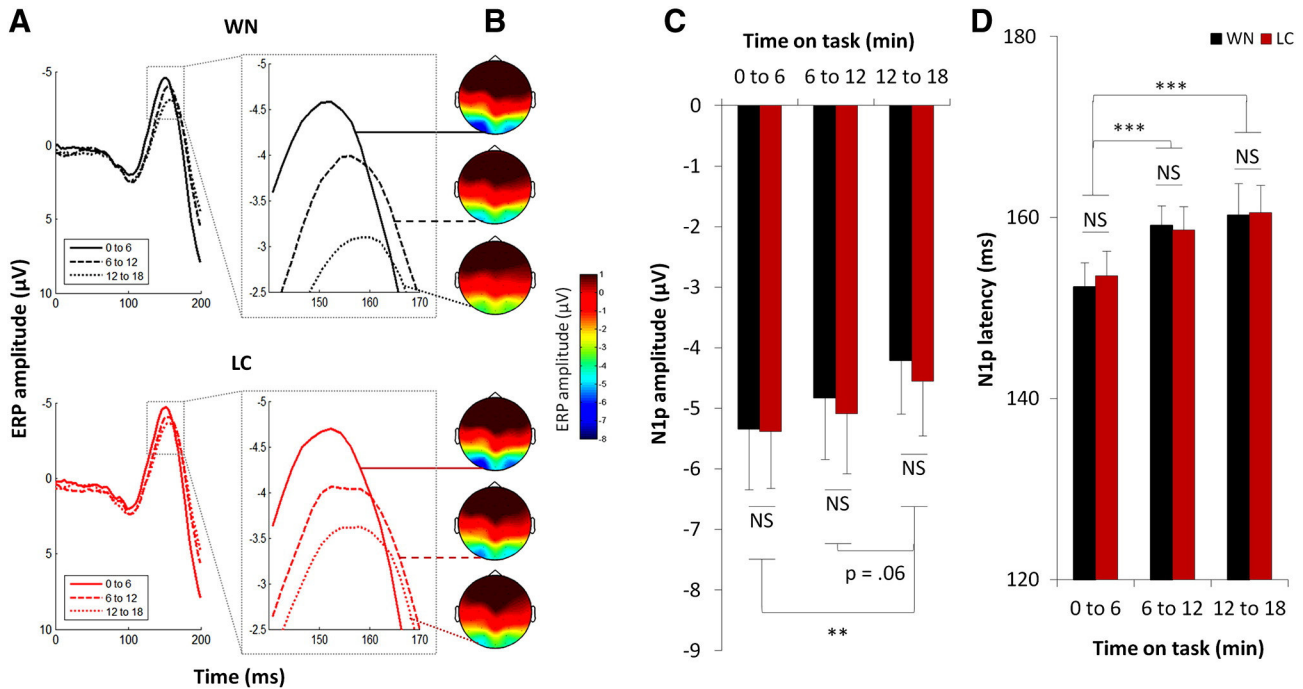 A
WN
B
ERP amplitude (µV)
-5
0
5
10
0 to 6
6 to 12
12 to 18
0
100
200
-4.5
-4
-3.5
-3
-2.5
150
160
170
1
0
-1
-2
-3
-4
-5
-6
-7
-8
ERP amplitude (µV)
LC
-5
0
5
10
0 to 6
6 to 12
12 to 18
0
100
200
-4.5
-4
-3.5
-3
-2.5
150
160
170
Time (ms)
C
Time on task (min)
0 to 6
6 to 12
12 to 18
N1p amplitude (µV)
0
-1
-2
-3
-4
-5
-6
-7
-8
-9
NS
NS
NS
p = .06
**
D
WN
LC
N1p latency (ms)
180
160
140
120
***
***
NS
NS
NS
0 to 6
6 to 12
12 to 18
Time on task (min)